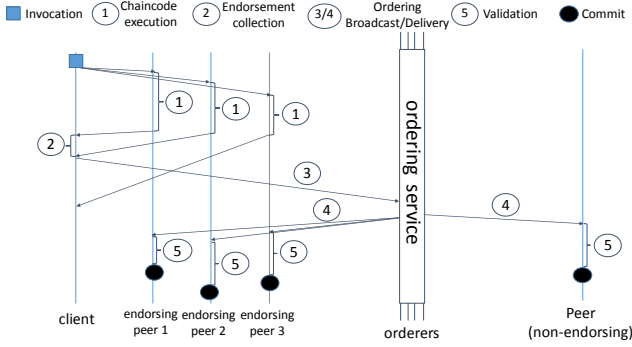 Invocation
1
Chaincode
execution
2
Endorsement
collection
3/4
Ordering
Broadcast/Delivery
5
Validation
Commit
1
1
1
2
3
4
4
5
5
5
5
ordering service
client
endorsing
peer 1
endorsing
peer 2
endorsing
peer 3
orderers
Peer
(non-endorsing)